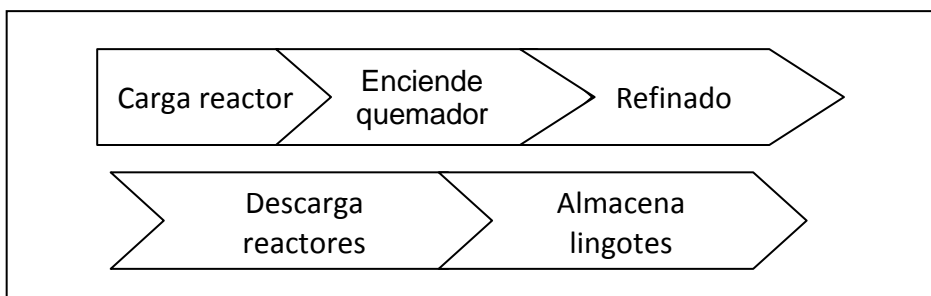 Carga reactor
Enciende
quemador
Refinado
Descarga
reactores
Almacena
lingotes